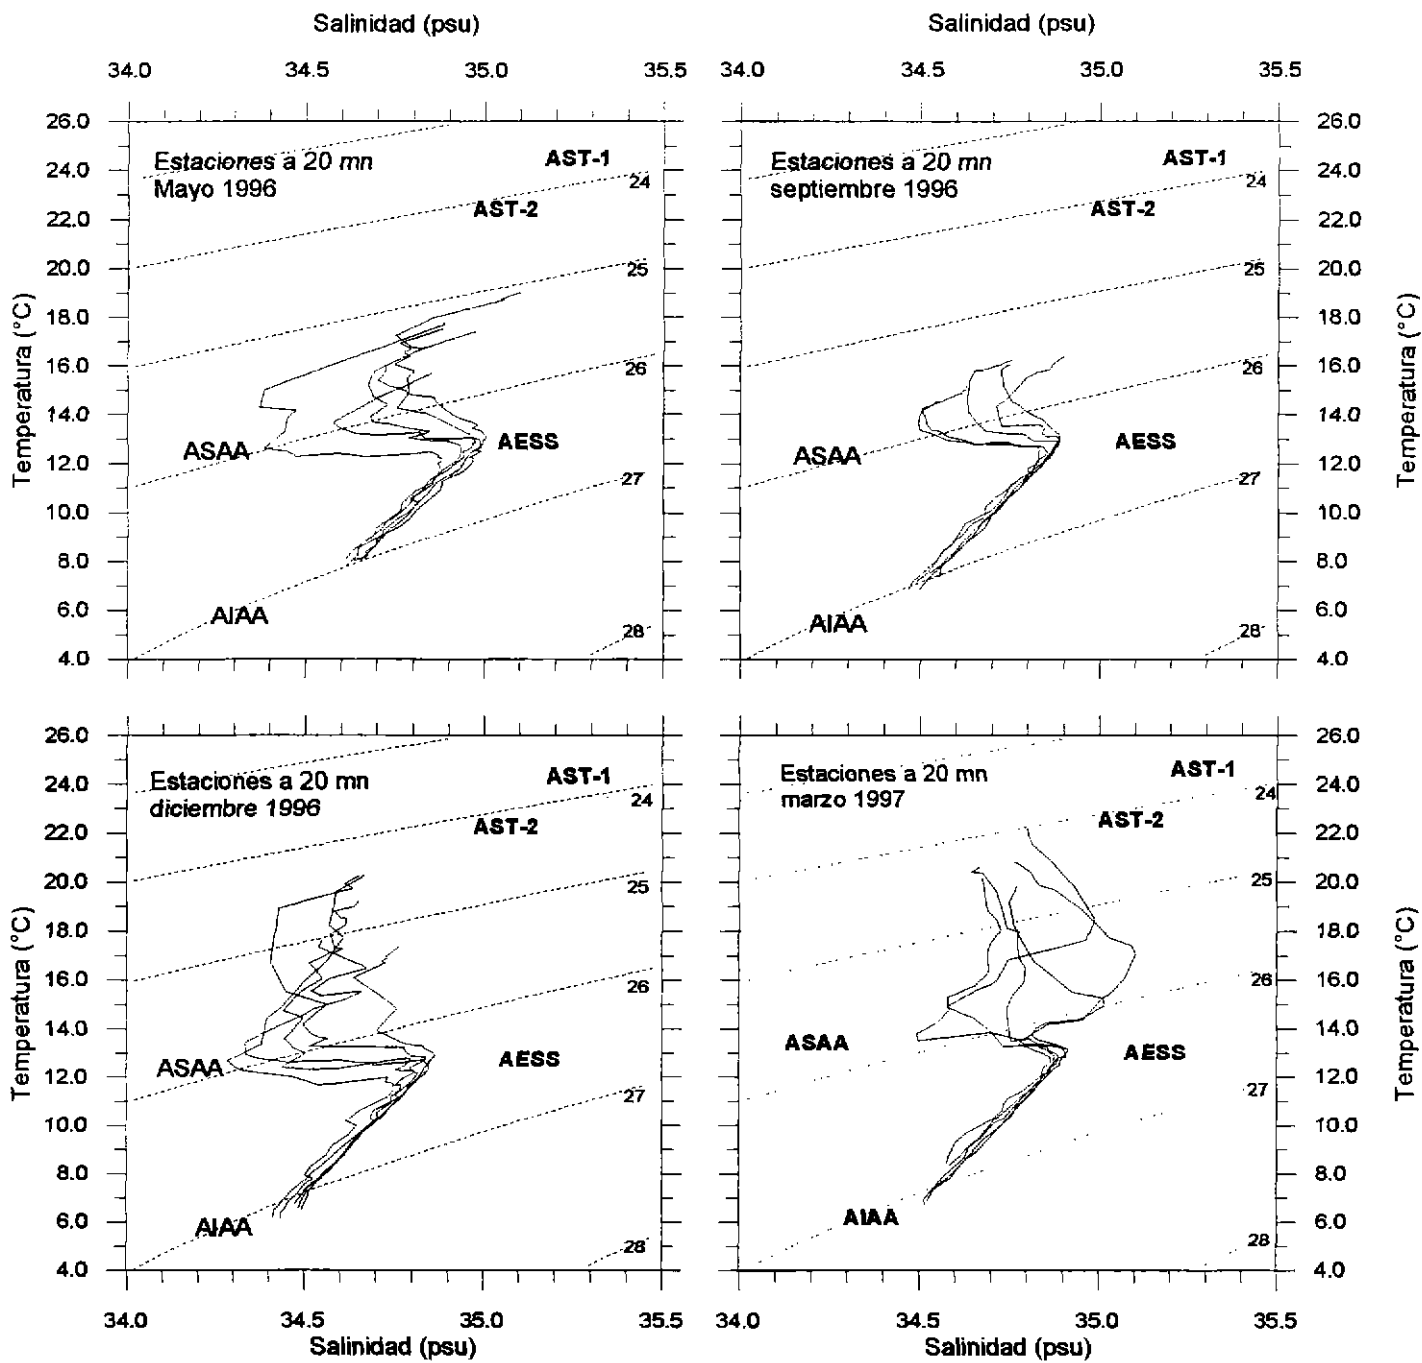 Salinidad (psu)
Salinidad (psu)
34.0 34.5 35.0 35.5
34.0 34.5 35.0 35.5
26.0
24.0
22.0
20.0
18.0
16.0
14.0
12.0
10.0
8.0
6.0
4.0
Temperatura (°C)
Estaciones a 20 mn
Mayo 1996
AST-1
24
AST-2
25
26
ASAA
AESS
27
AIAA
28
Estaciones a 20 mn
septiembre 1996
AST-1
24
AST-2
25
26
ASAA
AESS
27
AIAA
28
26.0
24.0
22.0
20.0
18.0
16.0
14.0
12.0
10.0
8.0
6.0
4.0
Temperatura (°C)
26.0
24.0
22.0
20.0
18.0
16.0
14.0
12.0
10.0
8.0
6.0
4.0
Temperatura (°C)
Estaciones a 20 mn
diciembre 1996
AST-1
24
AST-2
25
26
ASAA
AESS
27
AIAA
28
Estaciones a 20 mn
marzo 1997
AST-1
24
AST-2
25
26
ASAA
AESS
27
AIAA
28
26.0
24.0
22.0
20.0
18.0
16.0
14.0
12.0
10.0
8.0
6.0
4.0
Temperatura (°C)
34.0 34.5 35.0 35.5
34.0 34.5 35.0 35.5
Salinidad (psu)
Salinidad (psu)